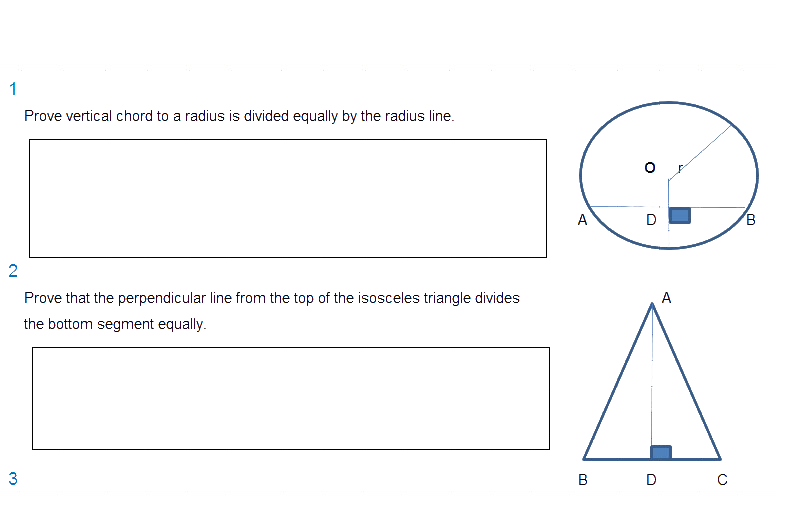 1
Prove vertical chord to a radius is divided equally by the radius line.
O
r
A
D
B
2
Prove that the perpendicular line from the top of the isosceles triangle divides
the bottom segment equally.
A
3
B
D
C